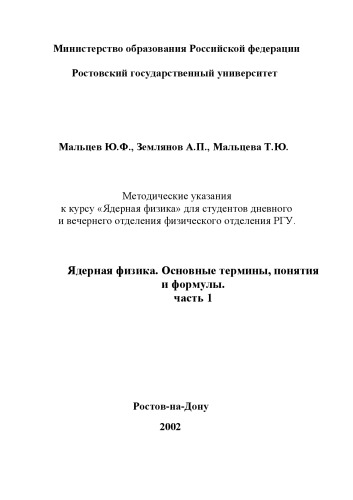 Министерство образования Российской федерации
Ростовский государственный университет
Мальцев Ю.Ф., Землянов А.П., Мальцева Т.Ю.
Методические указания
к курсу «Ядерная физика» для студентов дневного
и вечернего отделения физического отделения РГУ.
Ядерная физика. Основные термины, понятия
и формулы.
часть 1
Ростов-на-Дону
2002